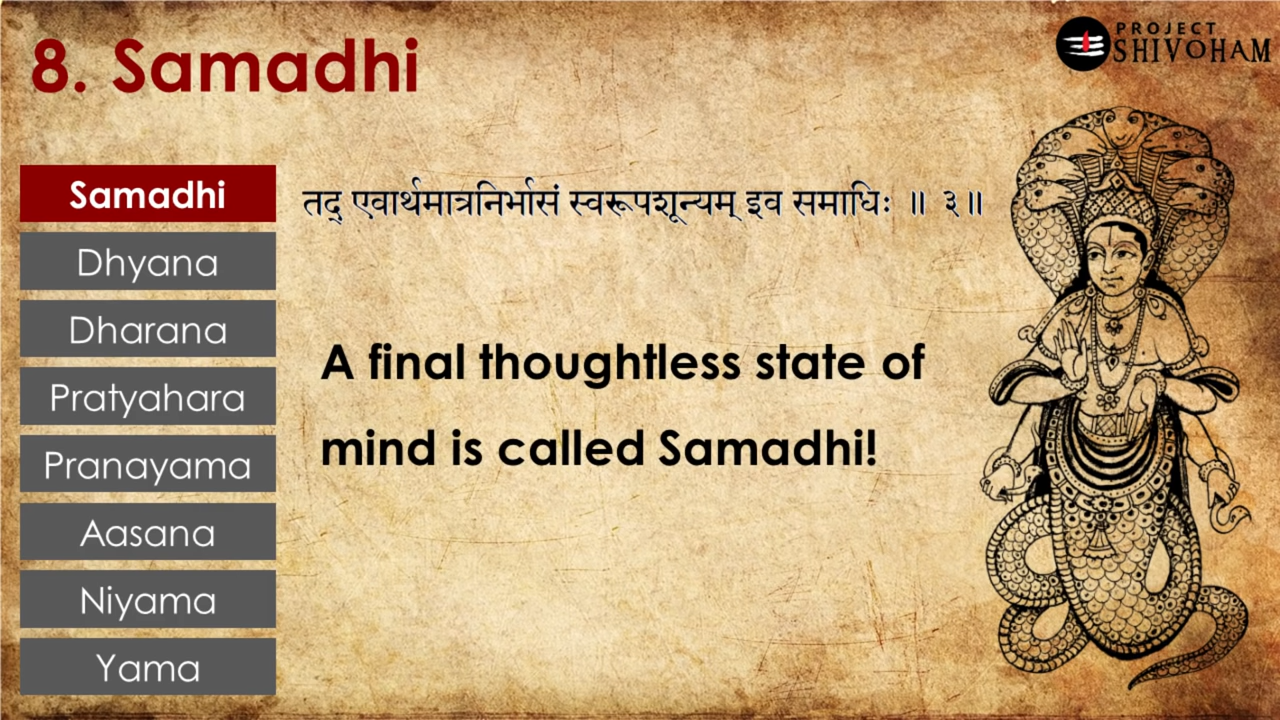 8. Samadhi
PROJECT
SHIVOHAM
Samadhi
तद् एवार्थमात्रनिर्भासं स्वरूपशून्यम् इव समाधिः ॥ ३॥
Dhyana
Dharana
Pratyahara
Pranayama
Aasana
Niyama
Yama
A final thoughtless state of
mind is called Samadhi!